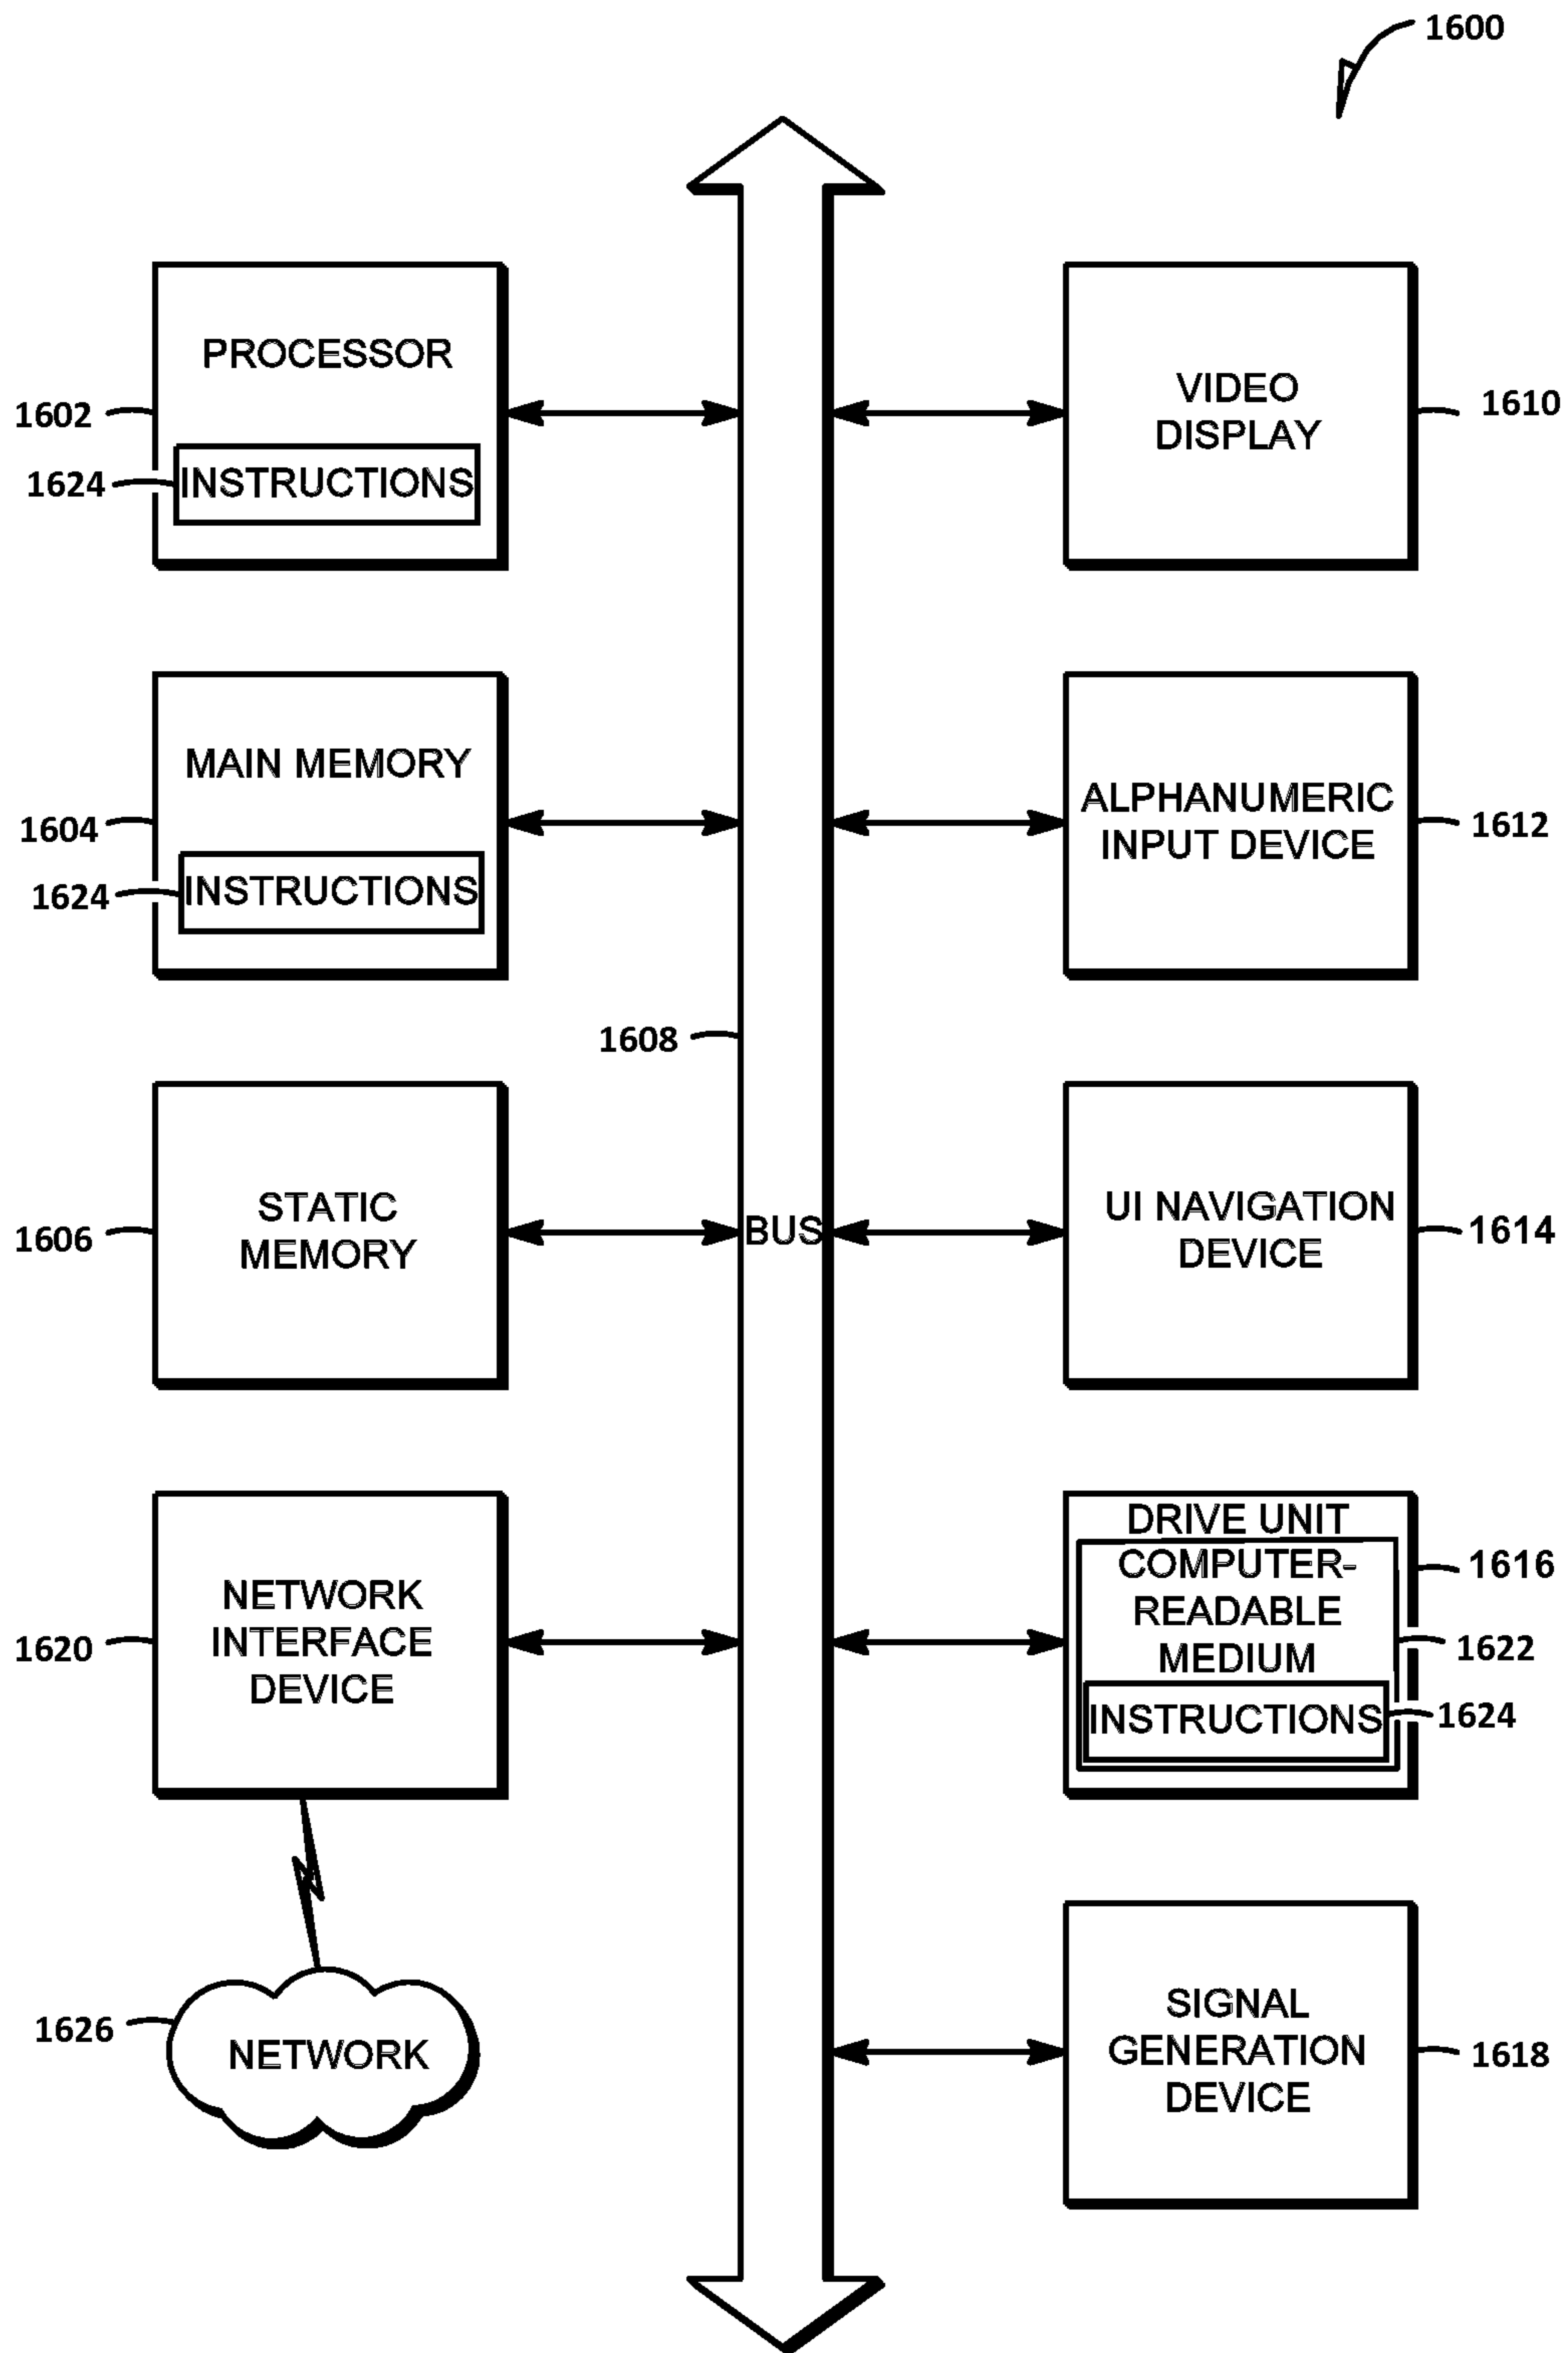 1600
PROCESSOR
1602
1624
INSTRUCTIONS
VIDEO
DISPLAY
1610
MAIN MEMORY
1604
1624
INSTRUCTIONS
ALPHANUMERIC
INPUT DEVICE
1612
1608
STATIC
MEMORY
1606
BUS
UI NAVIGATION
DEVICE
1614
NETWORK
INTERFACE
DEVICE
1620
DRIVE UNIT
COMPUTER-
READABLE
MEDIUM
INSTRUCTIONS
1616
1622
1624
1626
NETWORK
SIGNAL
GENERATION
DEVICE
1618